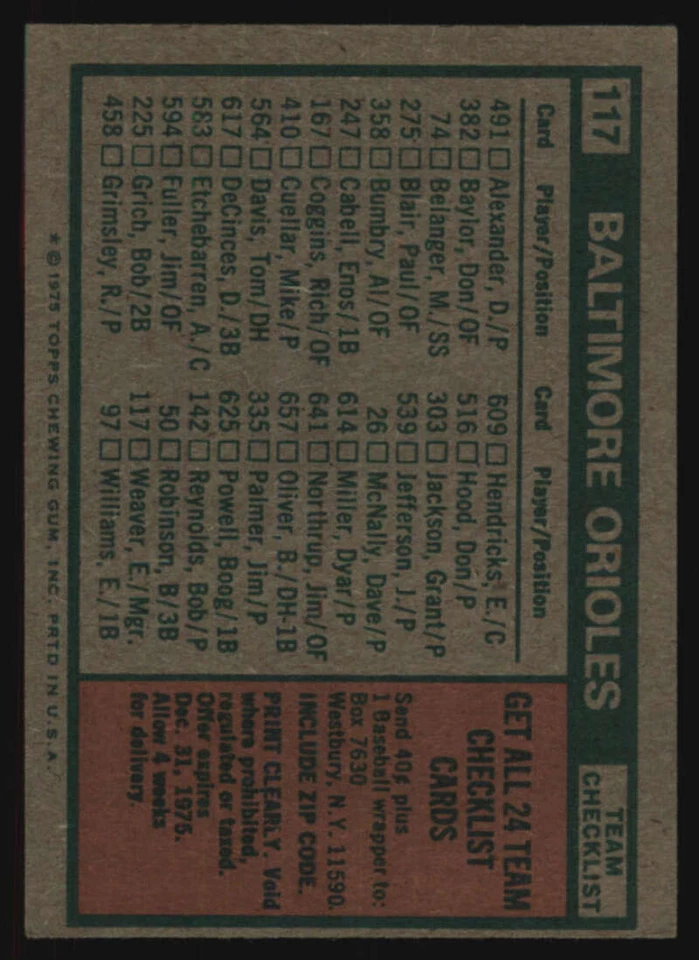 117 BALTIMORE ORIOLES TEAM CHECKLIST
Card Player/Position Card Player/Position
491 Alexander, D./P
382 Baylor, Don/OF
74 Belanger, M./SS
275 Blair, Paul/OF
358 Bumbry, Al/OF
247 Cabell, Enos/1B
167 Coggins, Rich/OF
410 Cuellar, Mike/P
564 Davis, Tom/DH
617 DeCinces, D./3B
583 Etchebarren, A./C
594 Fuller, Jim/OF
225 Grich, Bob/2B
458 Grimsley, R./P
609 Hendricks, E./C
516 Hood, Don/P
303 Jackson, Grant/P
539 Jefferson, J./P
26 McNally, Dave/P
614 Miller, Dyar/P
641 Northrup, Jim/OF
657 Oliver, B./DH-1B
335 Palmer, Jim/P
625 Powell, Boog/1B
142 Reynolds, Bob/P
50 Robinson, B/3B
117 Weaver, E./Mgr.
97 Williams, E./1B
GET ALL 24 TEAM
CHECKLIST
CARDS
Send 40¢ plus
1 Baseball wrapper to:
Box 7630
Westbury, N.Y. 11590.
INCLUDE ZIP CODE.
PRINT CLEARLY. Void
where prohibited,
regulated or taxed.
Offer expires
Dec. 31, 1975.
Allow 4 weeks
for delivery.
* © 1975 TOPPS CHEWING GUM, INC. PRTD IN U.S.A.